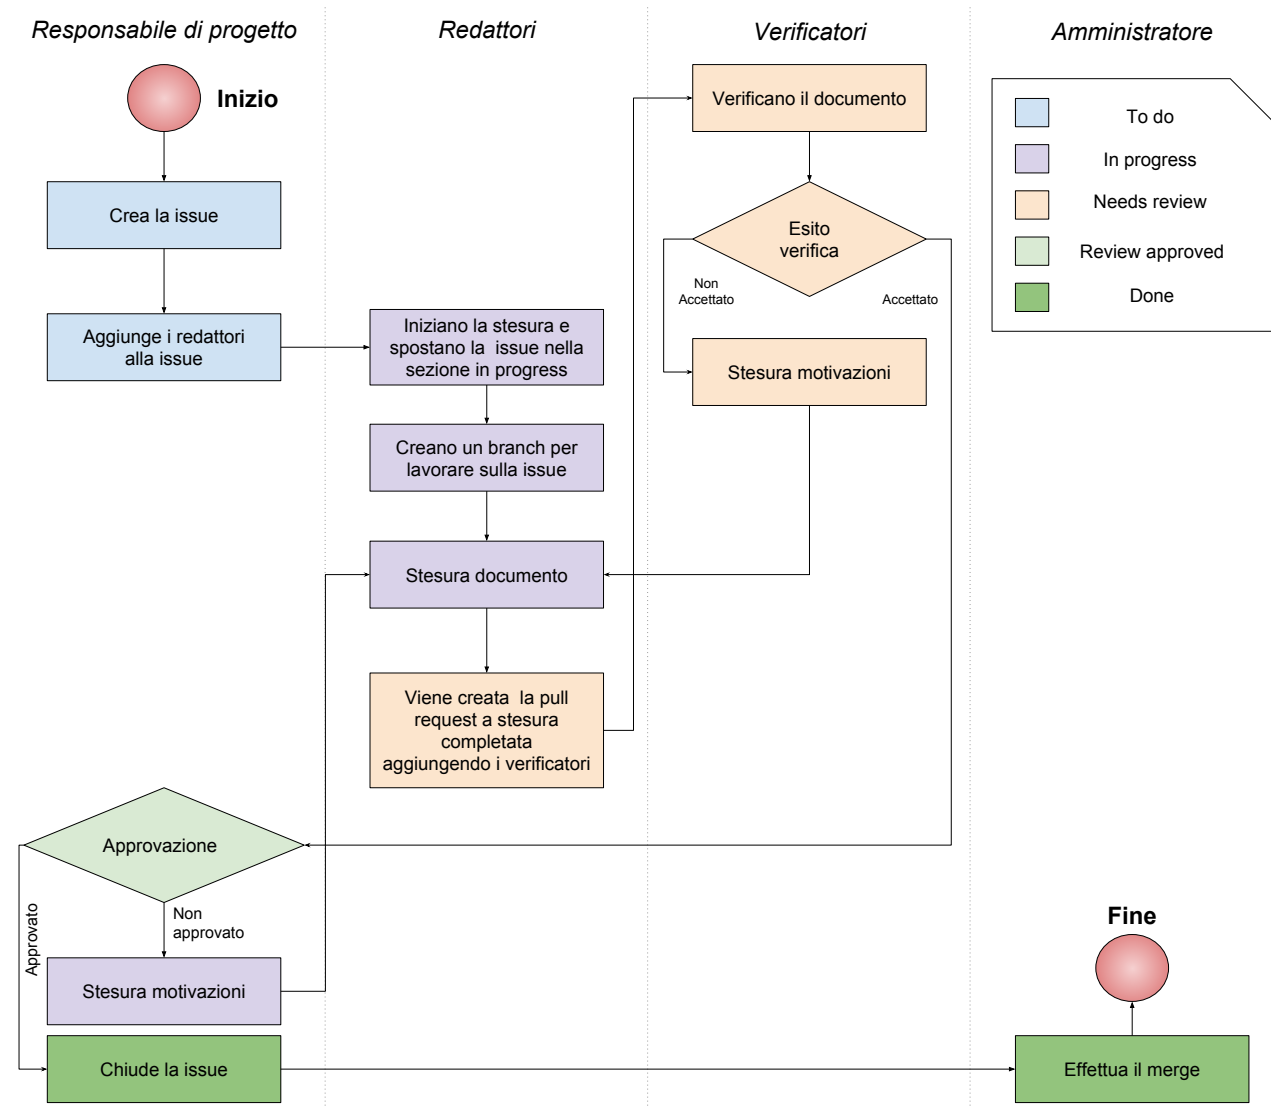 Responsabile di progetto
Redattori
Verificatori
Amministratore
Inizio
Crea la issue
Aggiunge i redattori
alla issue
Iniziano la stesura e
spostano la issue nella
sezione in progress
Creano un branch per
lavorare sulla issue
Stesura documento
Viene creata la pull
request a stesura
completata
aggiungendo i verificatori
Verificano il documento
Esito
verifica
Non
Accettato
Accettato
Stesura motivazioni
To do
In progress
Needs review
Review approved
Done
Approvazione
Approvato
Non
approvato
Stesura motivazioni
Chiude la issue
Fine
Effettua il merge